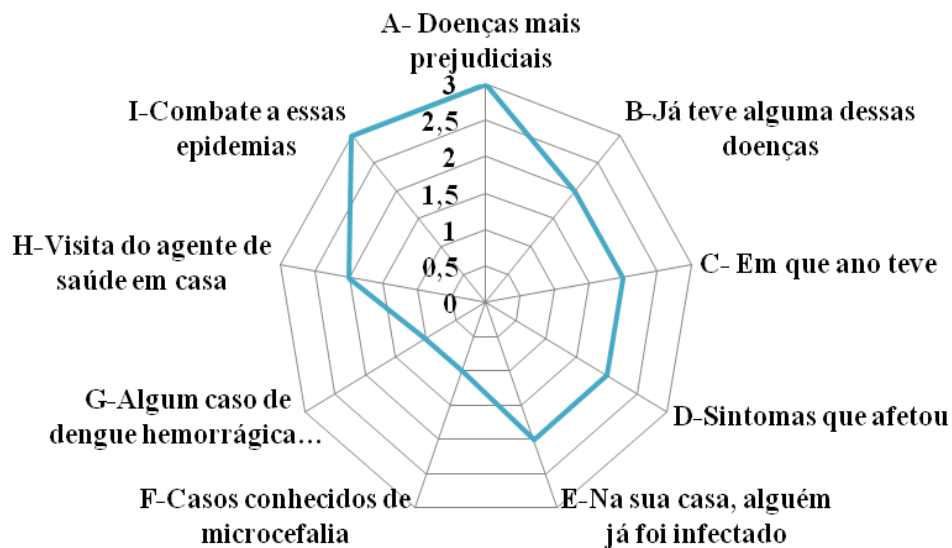 A- Doenças mais
prejudiciais
B-Já teve alguma dessas
doenças
C- Em que ano teve
D-Sintomas que afetou
E-Na sua casa, alguém
já foi infectado
F-Casos conhecidos de
microcefalia
G-Algum caso de
dengue hemorrágica…
H-Visita do agente de
saúde em casa
I-Combate a essas
epidemias
3
2,5
2
1,5
1
0,5
0